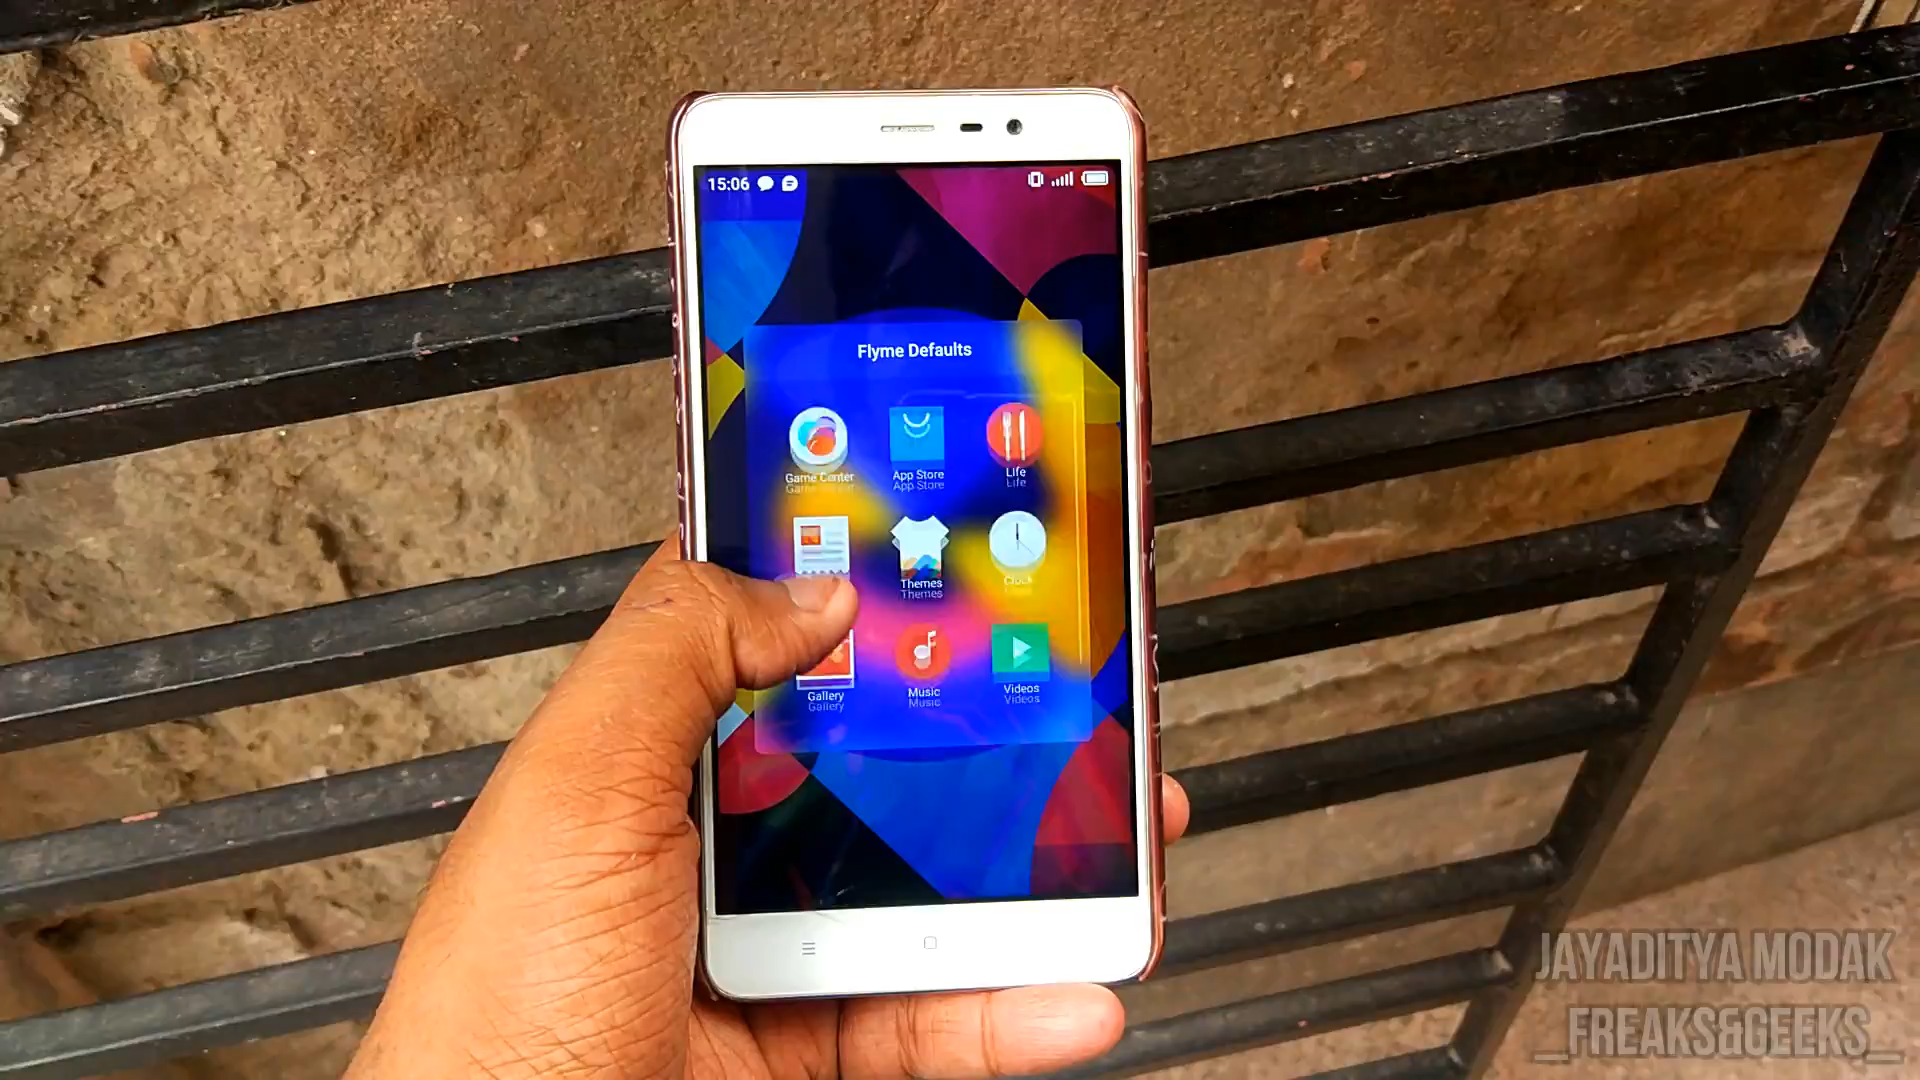 15:06
Flyme Defaults
Game Center
App Store
App Store
Life
Life
Themes
Themes
Clock
Gallery
Gallery
Music
Music
Videos
Videos
JAYADITYA MODAK
_FREAKS&GEEKS_